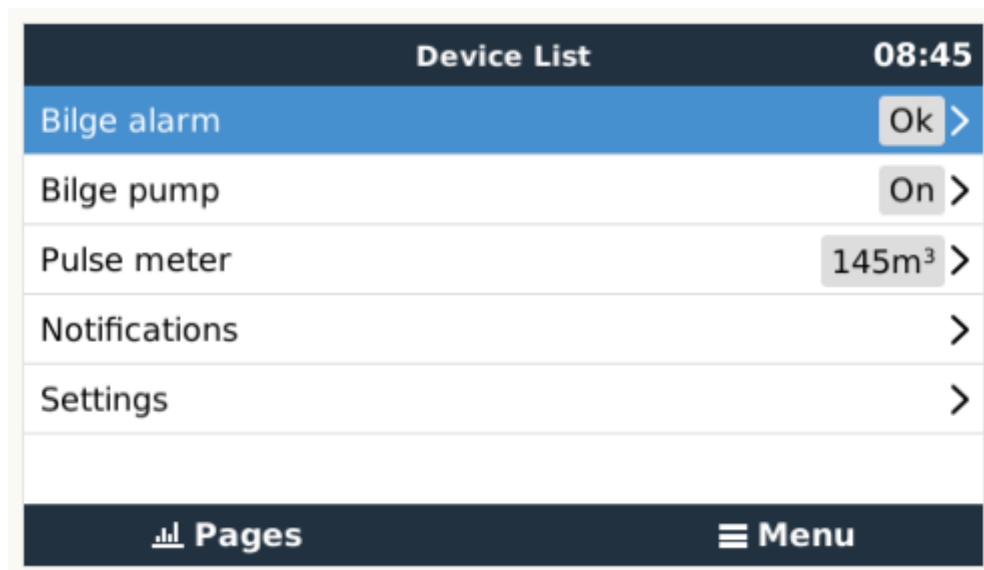 Device List 08:45
Bilge alarm Ok
Bilge pump On
Pulse meter 145m³
Notifications
Settings
Pages Menu